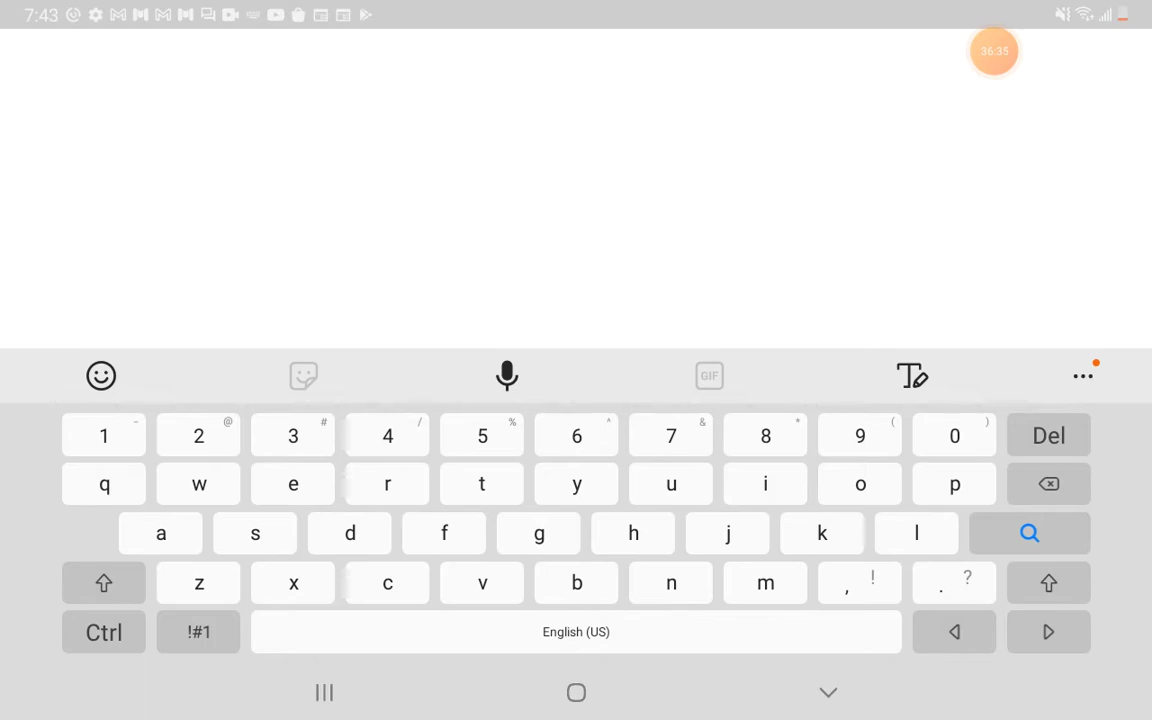 7:43
36:35
GIF
1 - 2 @ 3 # 4 / 5 % 6 ^ 7 & 8 * 9 ( 0 ) Del
q w e r t y u i o p
a s d f g h j k l
z x c v b n m , ! . ?
Ctrl !#1 English (US)